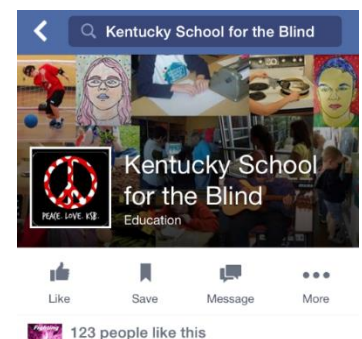 Kentucky School for the Blind
Kentucky School
for the Blind
Education
PEACE. LOVE. KSB.
Like
Save
Message
More
123 people like this